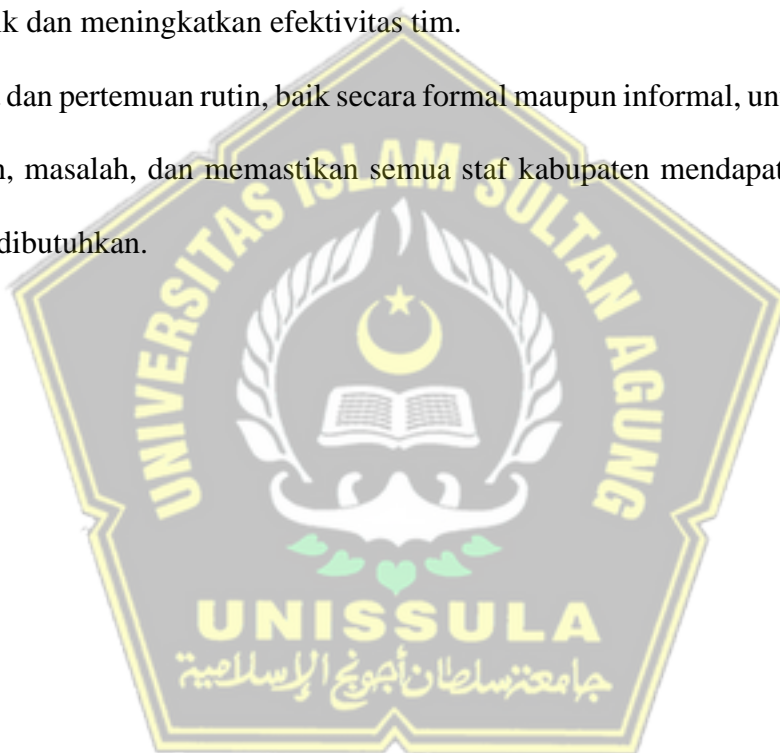 ik dan meningkatkan efektivitas tim.
dan pertemuan rutin, baik secara formal maupun informal, un
masalah, dan memastikan semua staf kabupaten mendapat
dibutuhkan.
UNIVERSITAS ISLAM SULTAN AGUNG
UNISSULA
جامعة سلطان أجونج الإسلامية